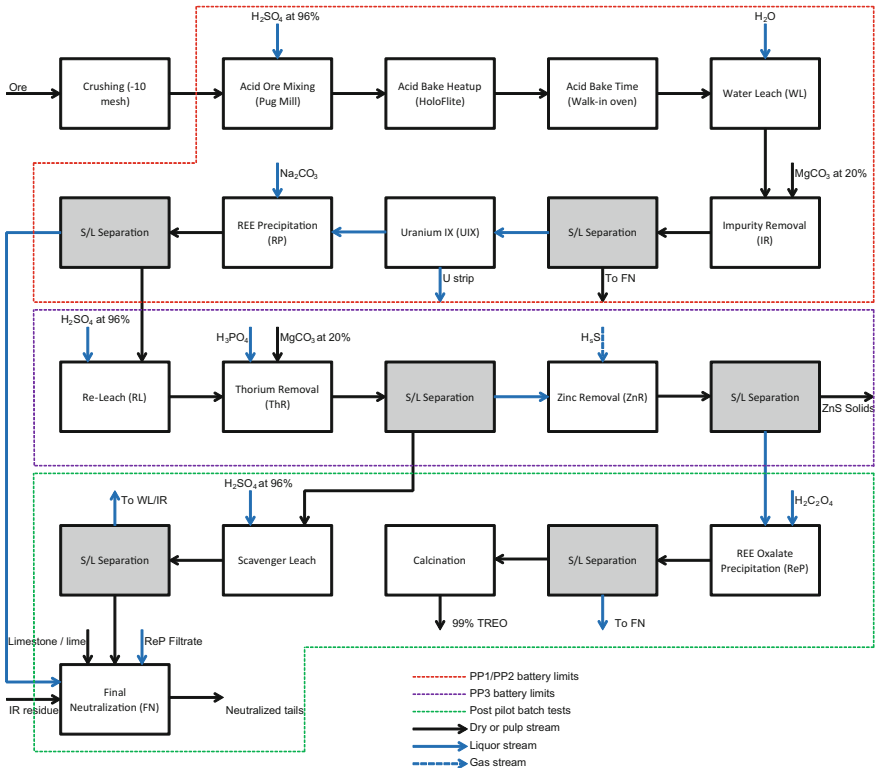 H₂SO₄ at 96%
H₂O
Ore
Crushing (-10
mesh)
Acid Ore Mixing
(Pug Mill)
Acid Bake Heatup
(HoloFlite)
Acid Bake Time
(Walk-in oven)
Water Leach (WL)
Na₂CO₃
MgCO₃ at 20%
S/L Separation
REE Precipitation
(RP)
Uranium IX (UIX)
S/L Separation
Impurity Removal
(IR)
U strip
To FN
H₂SO₄ at 96%
H₃PO₄
MgCO₃ at 20%
HₛS
Re-Leach (RL)
Thorium Removal
(ThR)
S/L Separation
Zinc Removal (ZnR)
S/L Separation
ZnS Solids
To WL/IR
H₂SO₄ at 96%
H₂C₂O₄
S/L Separation
Scavenger Leach
Calcination
S/L Separation
REE Oxalate
Precipitation (ReP)
99% TREO
To FN
Limestone / lime
ReP Filtrate
Final
Neutralization (FN)
IR residue
Neutralized tails
PP1/PP2 battery limits
PP3 battery limits
Post pilot batch tests
Dry or pulp stream
Liquor stream
Gas stream